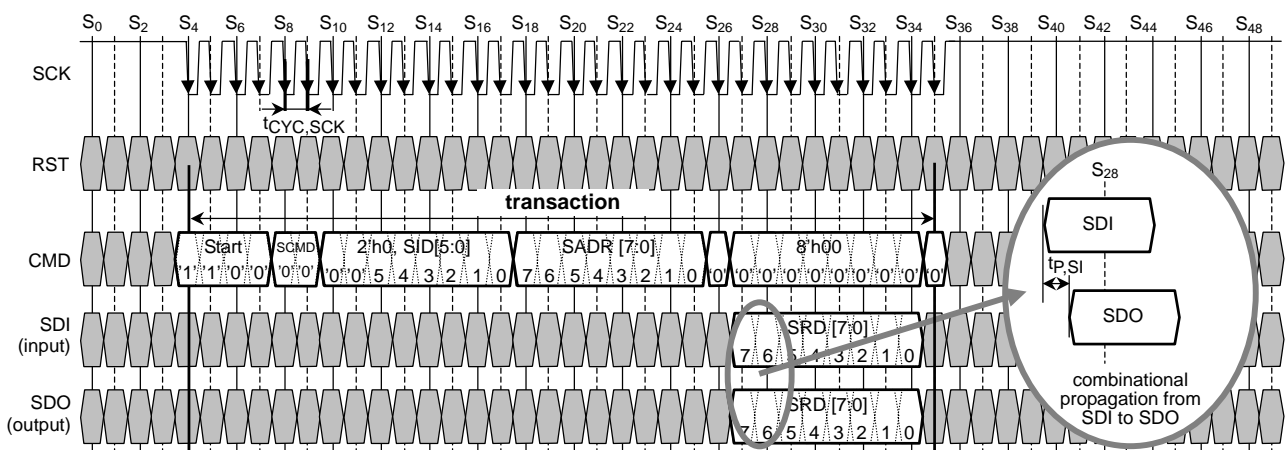 S0 S2 S4 S6 S8 S10 S12 S14 S16 S18 S20 S22 S24 S26 S28 S30 S32 S34 S36 S38 S40 S42 S44 S46 S48
SCK
tCYC,SCK
RST
transaction
CMD
Start SCMD 2'h0, SID[5:0] SADR [7:0] 8'h00
'1' '1' '0' '0' '0' '0' '0' '0' 5 4 3 2 1 0 7 6 5 4 3 2 1 0 '0' '0' '0' '0' '0' '0' '0' '0' '0' '0'
SDI
(input)
SRD [7:0]
7 6 5 4 3 2 1 0
SDO
(output)
SRD [7:0]
7 6 5 4 3 2 1 0
S28
SDI
tP,SI
SDO
combinational
propagation from
SDI to SDO